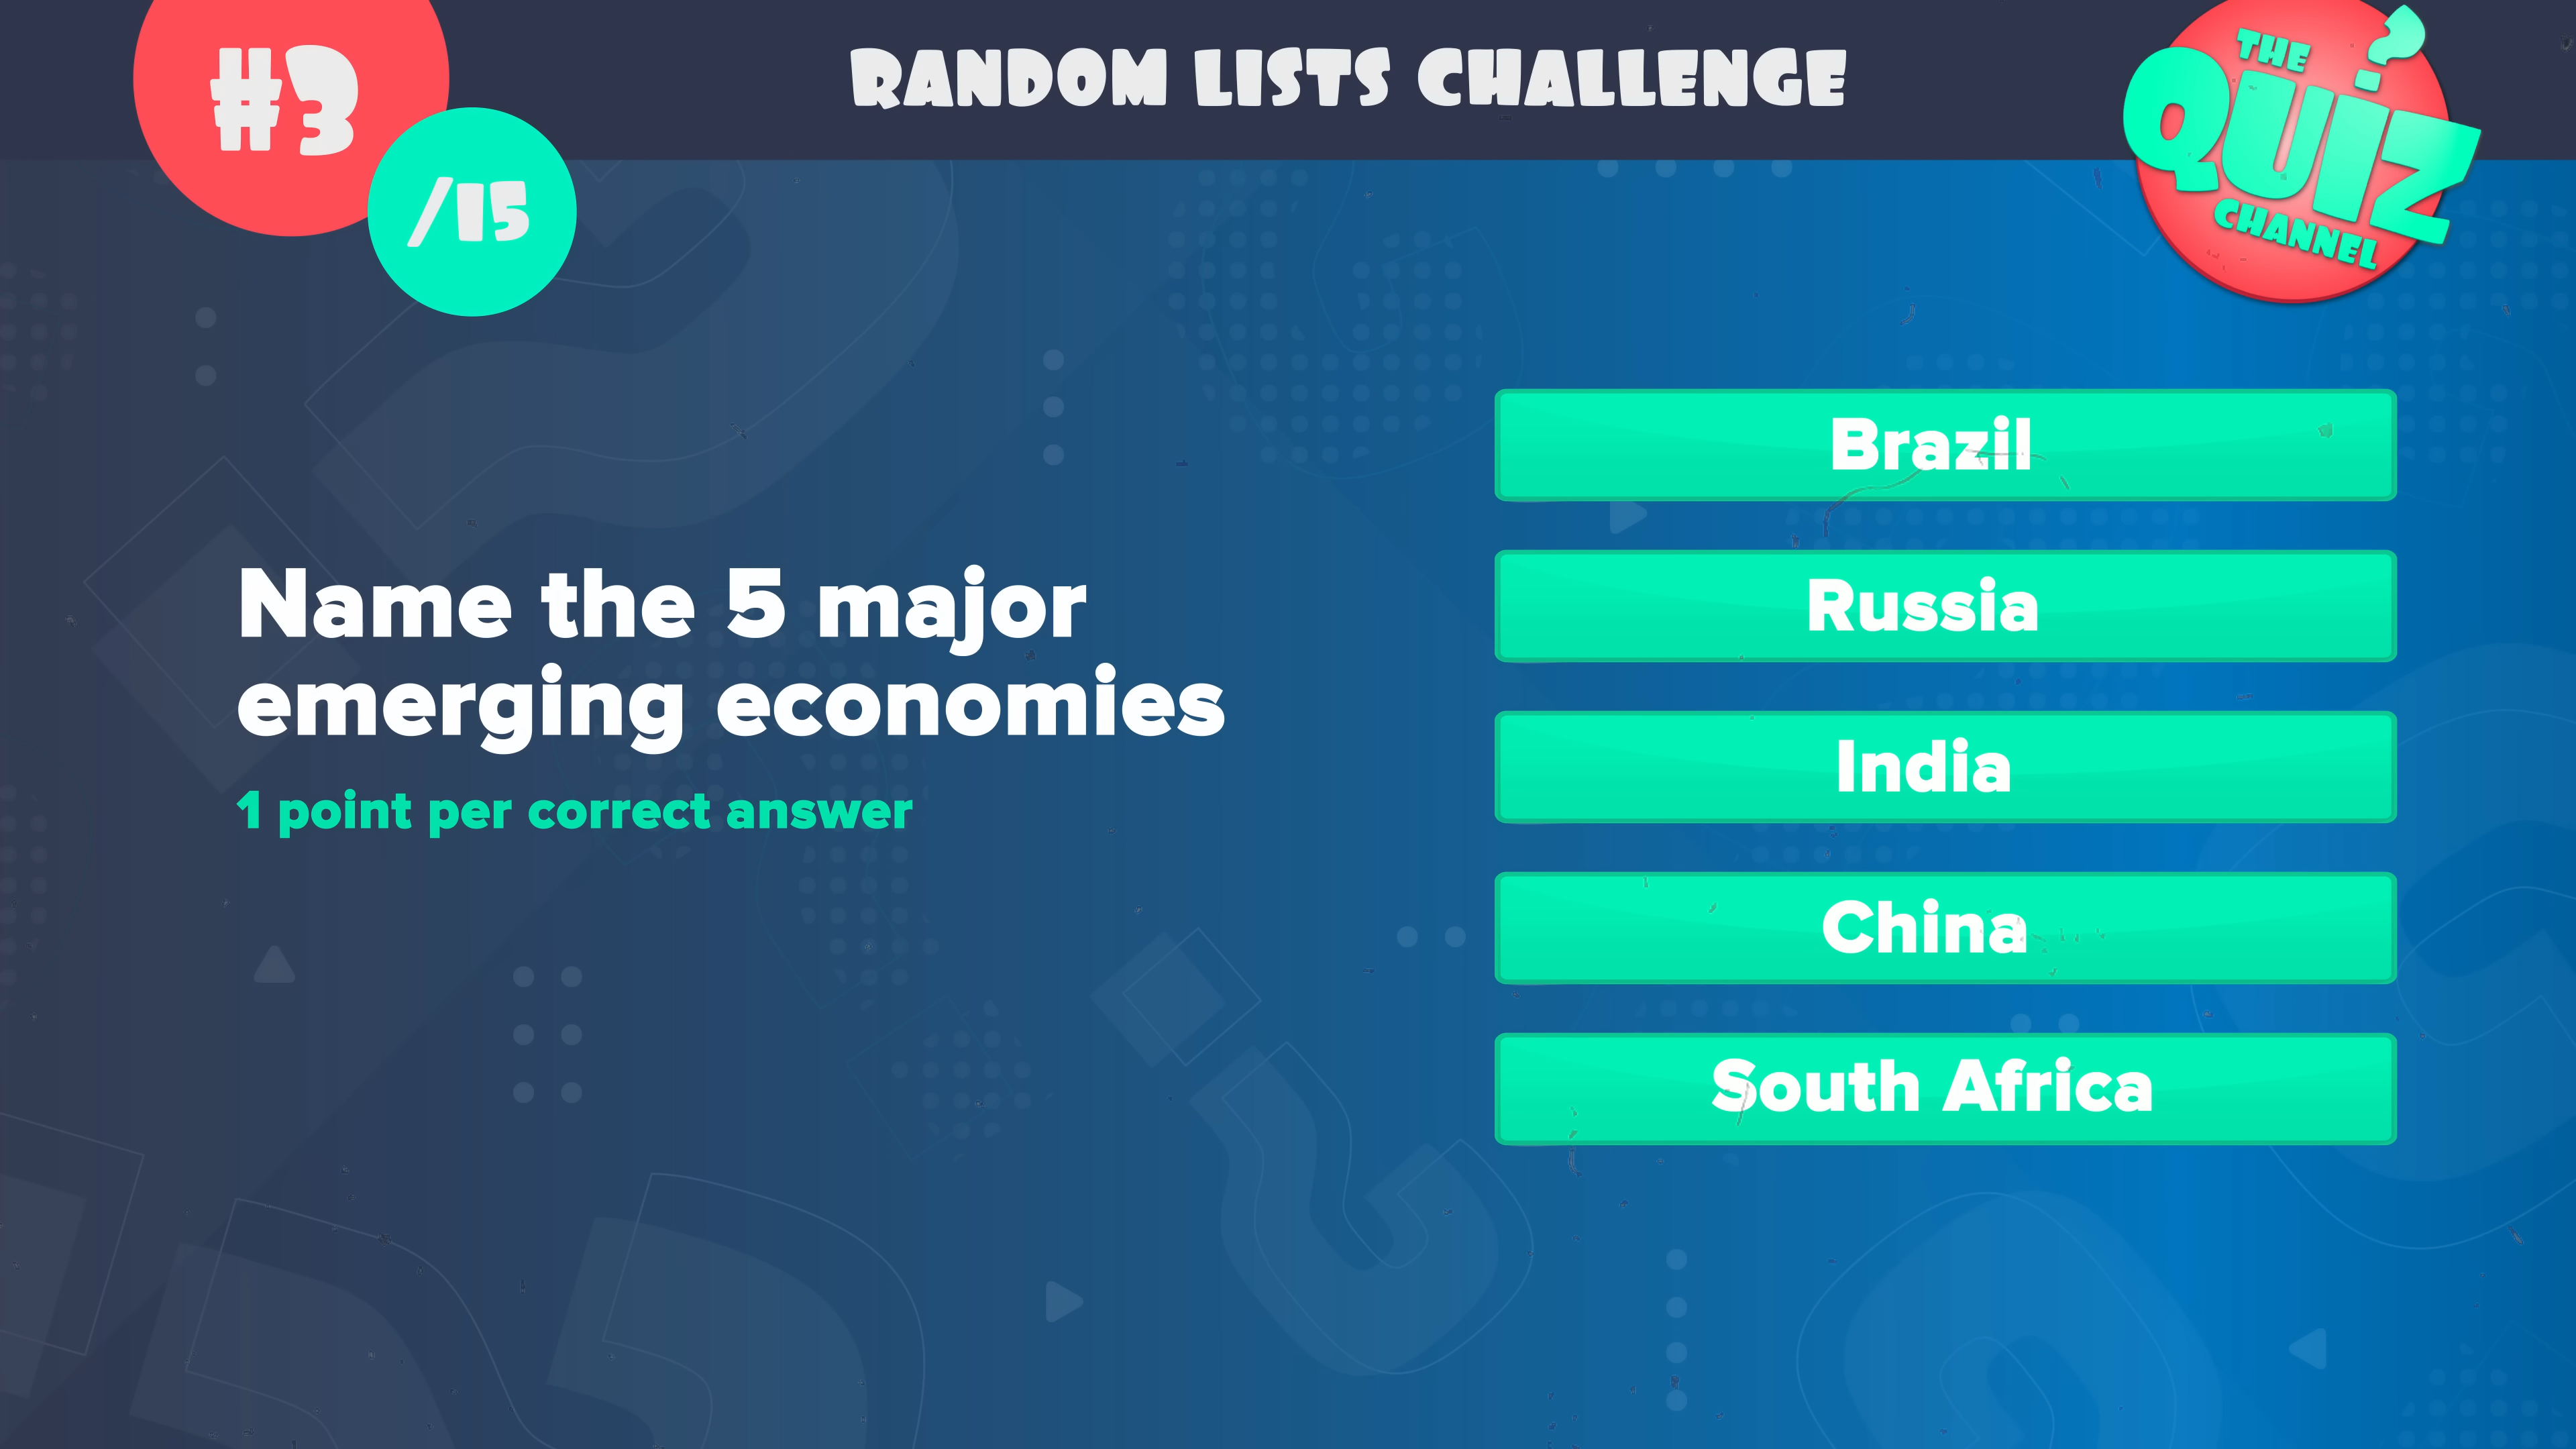 #3
/15
RANDOM LISTS CHALLENGE
THE
QUIZ
CHANNEL
Name the 5 major
emerging economies
1 point per correct answer
Brazil
Russia
India
China
South Africa